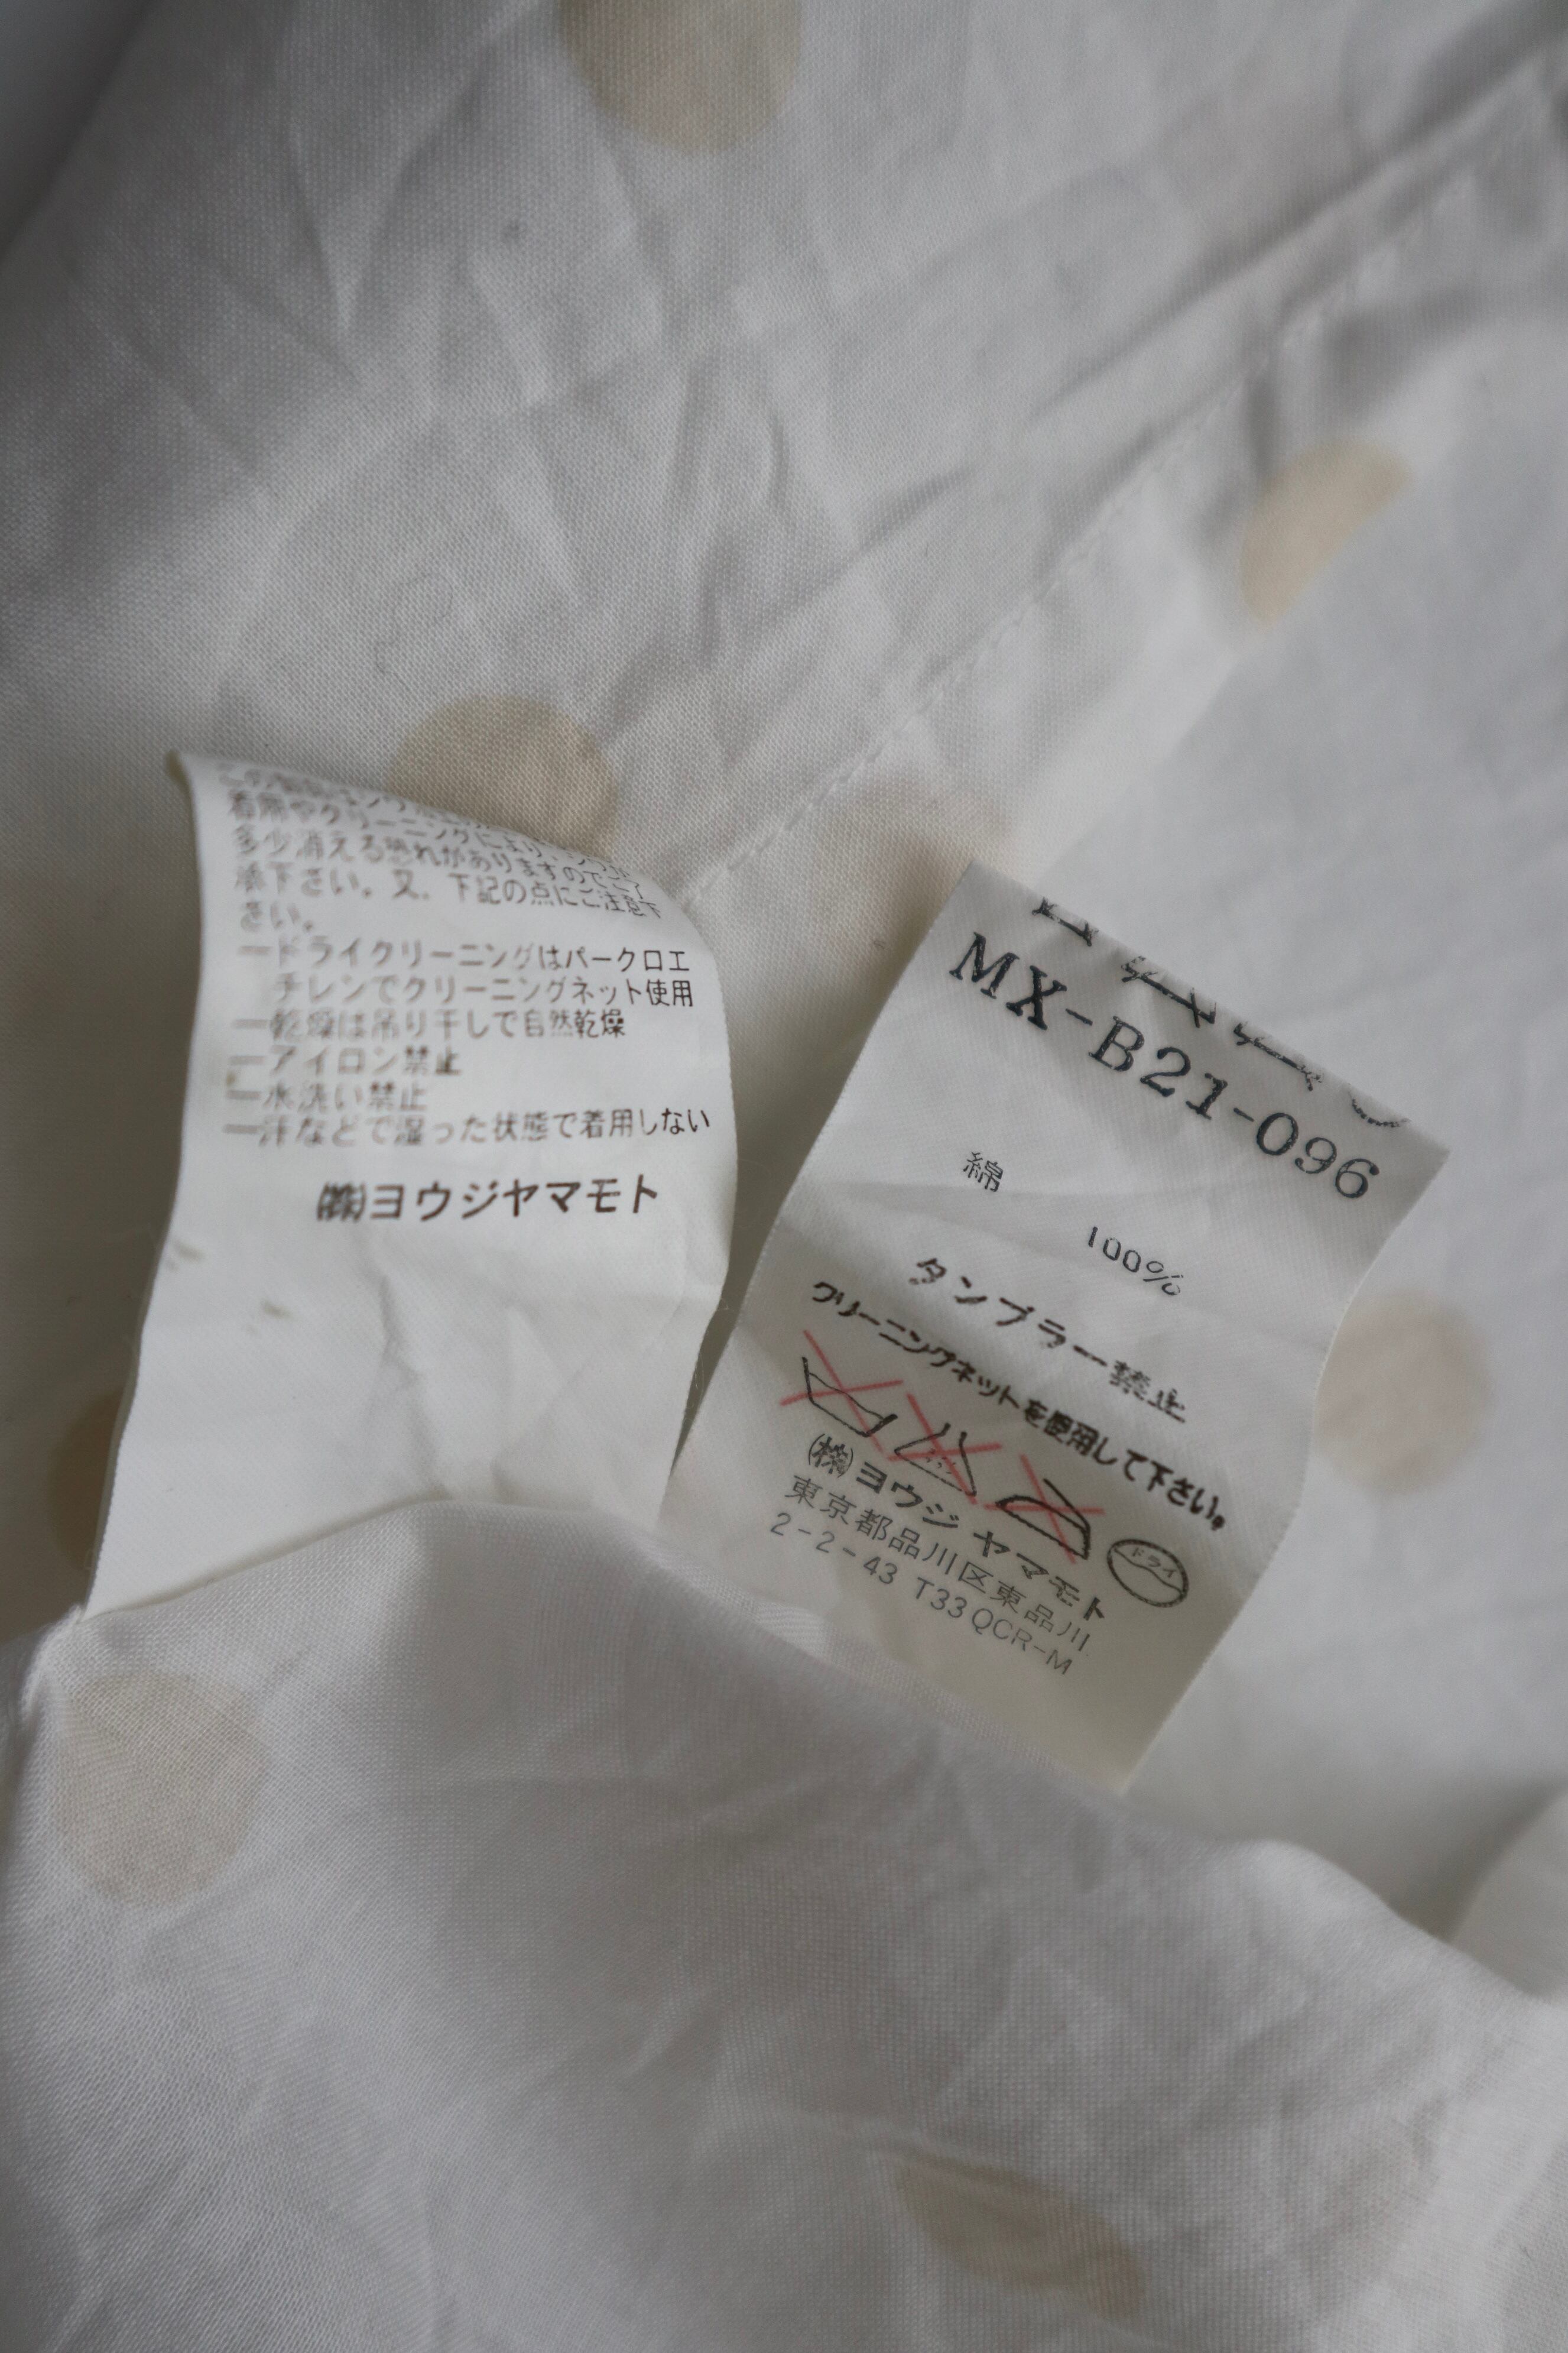 着用やクリーニングにより、
多少消える恐れがありますのでご了
承下さい。又、下記の点にご注意下
さい。
ードライクリーニングはパークロエ
チレンでクリーニングネット使用
ー乾燥は吊り干しで自然乾燥
ーアイロン禁止
ー水洗い禁止
ー汗などで湿った状態で着用しない
㈱ヨウジヤマモト
MX-B21-096
綿
100%
タンブラー禁止
クリーニングネットを使用して下さい。
ドライ
㈱ヨウジ ヤマモト
東京都品川区東品川
2-2-43 T33 QCR-M